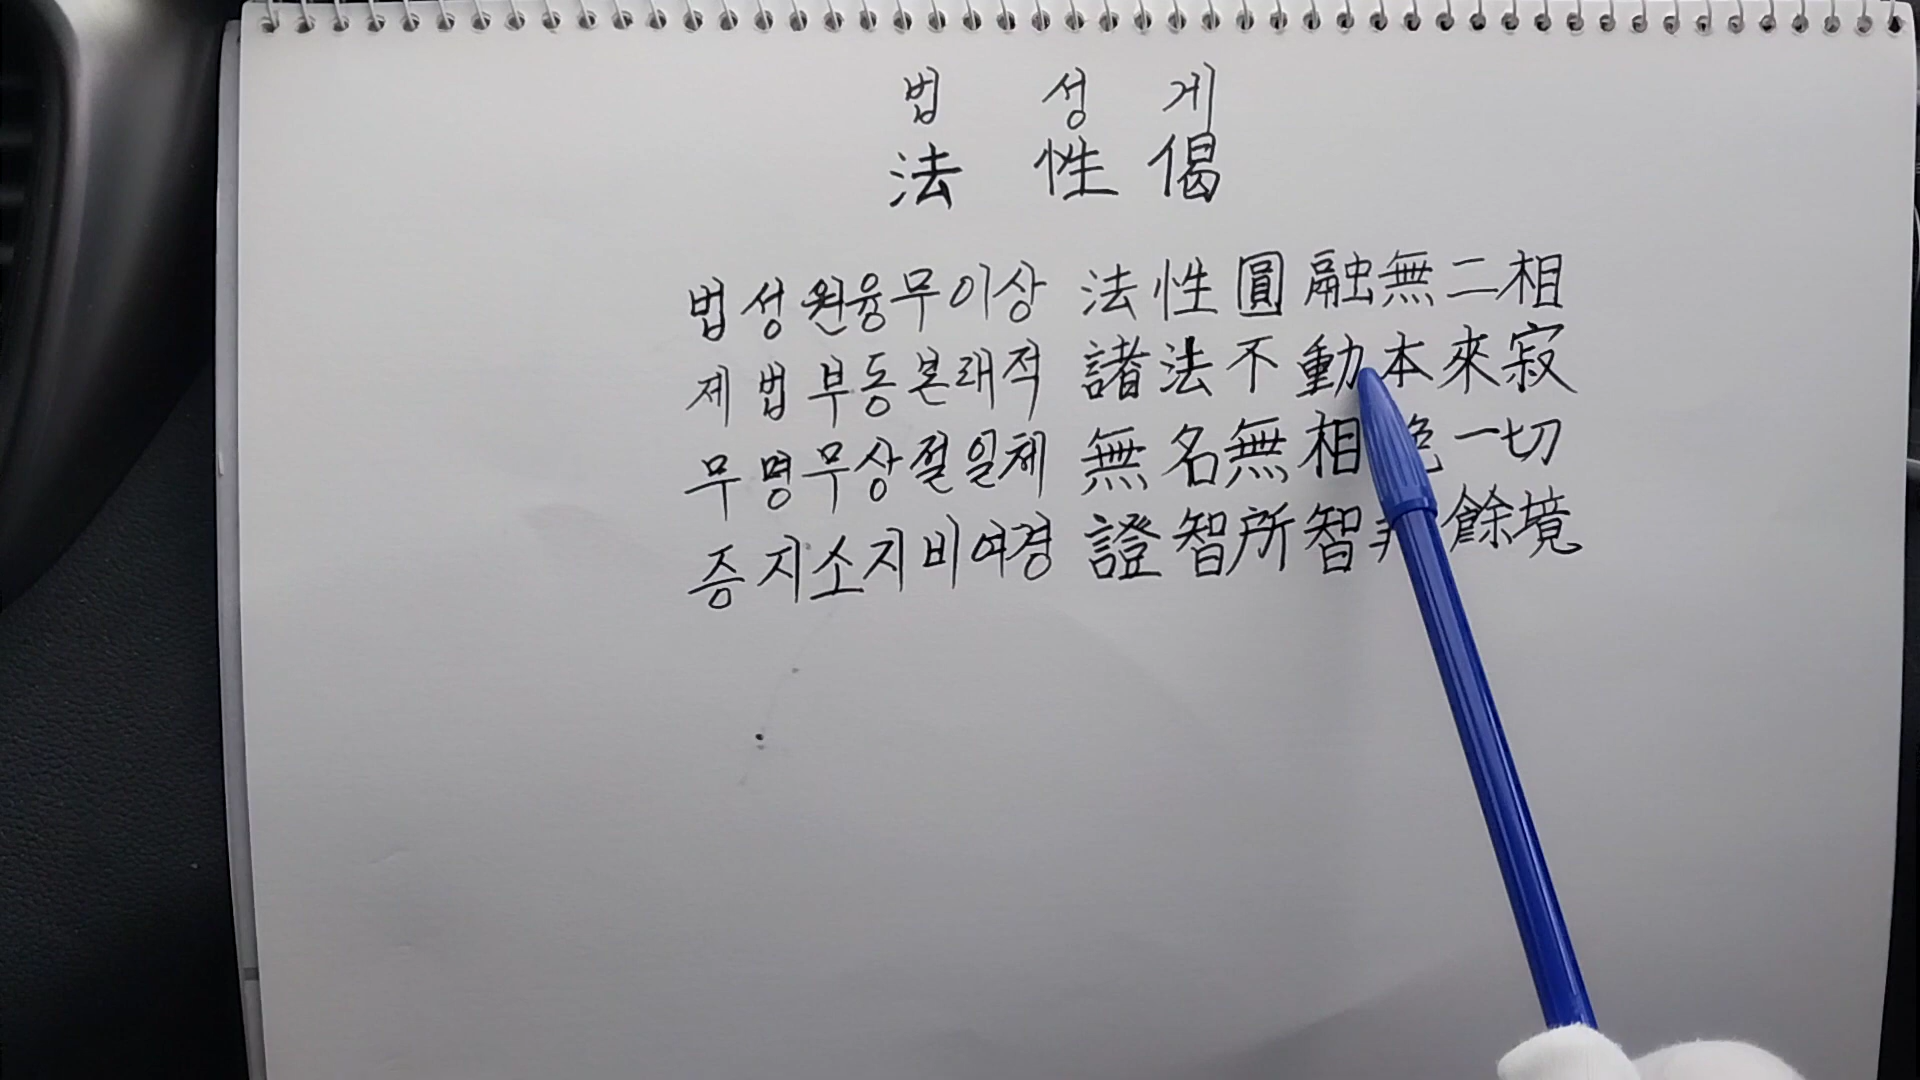 법 성 게
法 性 偈
법성원융무이상 法性圓融無二相
제법부동본래적 諸法不動本來寂
무명무상절일체 無名無相絶一切
증지소지비여경 證智所智 餘境